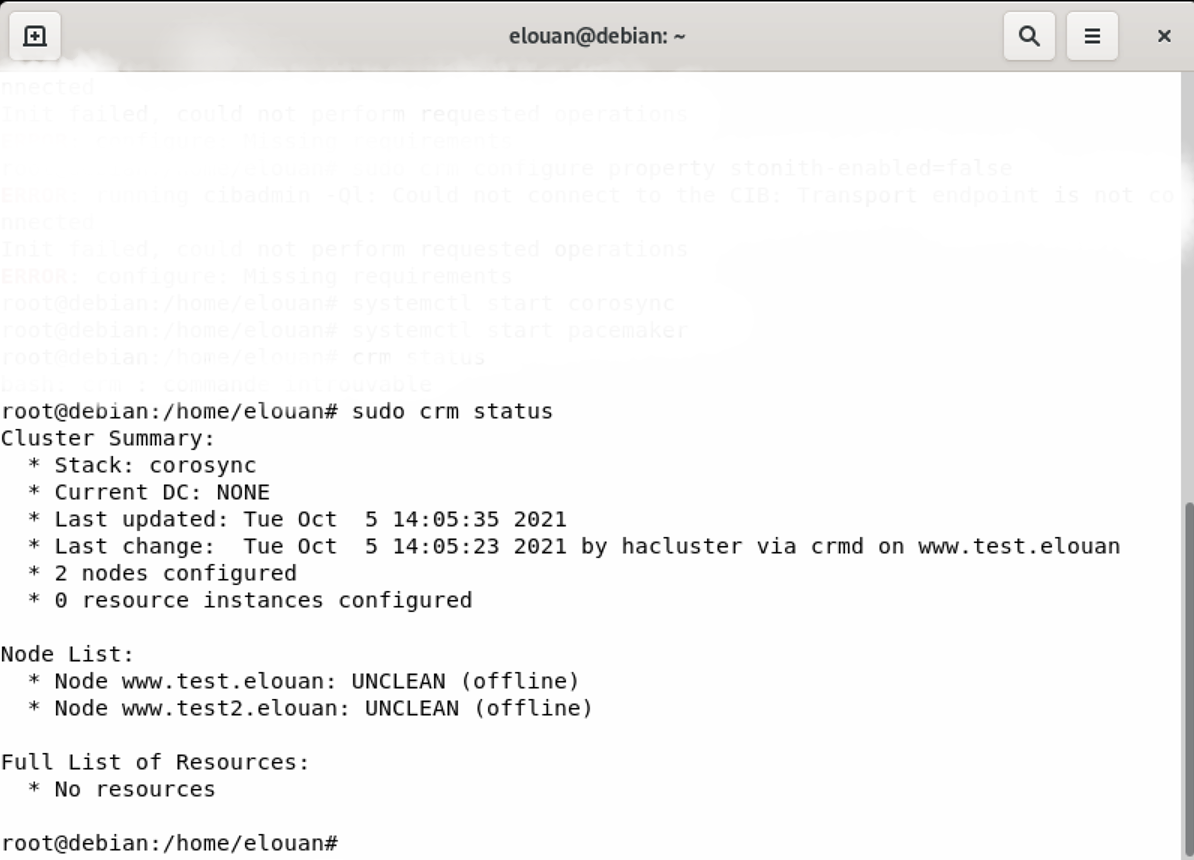 elouan@debian: ~
nnected
Init failed, could not perform requested operations
configure: Missing requirements
sudo crm configure property stonith-enabled=false
ERROR: running cibadmin -Ql: Could not connect to the CIB: Transport endpoint is not co
nnected
Init failed, could not perform requested operations
ERROR: configure: Missing requirements
root@debian:/home/elouan# systemctl start corosync
root@debian:/home/elouan# systemctl start pacemaker
root@debian:/home/elouan# crm status
bash: crm : commande introuvable
root@debian:/home/elouan# sudo crm status
Cluster Summary:
  * Stack: corosync
  * Current DC: NONE
  * Last updated: Tue Oct  5 14:05:35 2021
  * Last change:  Tue Oct  5 14:05:23 2021 by hacluster via crmd on www.test.elouan
  * 2 nodes configured
  * 0 resource instances configured
Node List:
  * Node www.test.elouan: UNCLEAN (offline)
  * Node www.test2.elouan: UNCLEAN (offline)
Full List of Resources:
  * No resources
root@debian:/home/elouan#